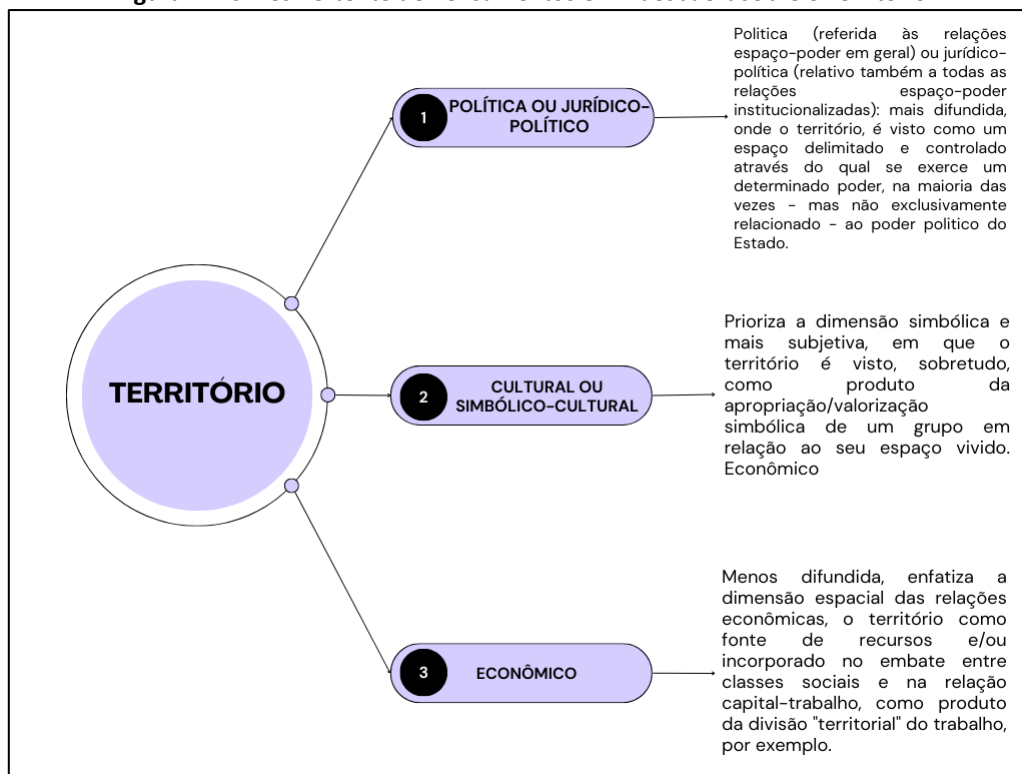 POLÍTICA OU JURÍDICO-
POLÍTICO
1
Politica (referida às relações
espaço-poder em geral) ou jurídico-
política (relativo também a todas as
relações espaço-poder
institucionalizadas): mais difundida,
onde o território, é visto como um
espaço delimitado e controlado
através do qual se exerce um
determinado poder, na maioria das
vezes - mas não exclusivamente
relacionado - ao poder politico do
Estado.
TERRITÓRIO
2
CULTURAL OU
SIMBÓLICO-CULTURAL
Prioriza a dimensão simbólica e
mais subjetiva, em que o
território é visto, sobretudo,
como produto da
apropriação/valorização
simbólica de um grupo em
relação ao seu espaço vivido.
Econômico
3
ECONÔMICO
Menos difundida, enfatiza a
dimensão espacial das relações
econômicas, o território como
fonte de recursos e/ou
incorporado no embate entre
classes sociais e na relação
capital-trabalho, como produto
da divisão "territorial" do trabalho,
por exemplo.